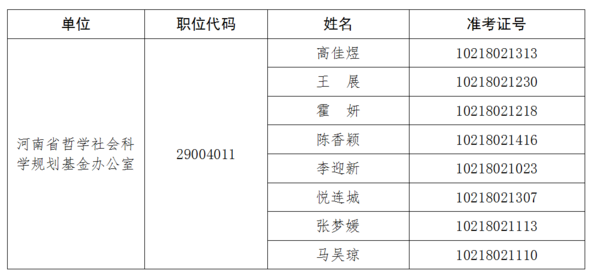 单位 职位代码 姓名 准考证号
高佳煜 10218021313
王 展 10218021230
霍 妍 10218021218
陈香颖 10218021416
河南省哲学社会科
学规划基金办公室
29004011
李迎新 10218021023
悦连城 10218021307
张梦媛 10218021113
马昊琼 10218021110